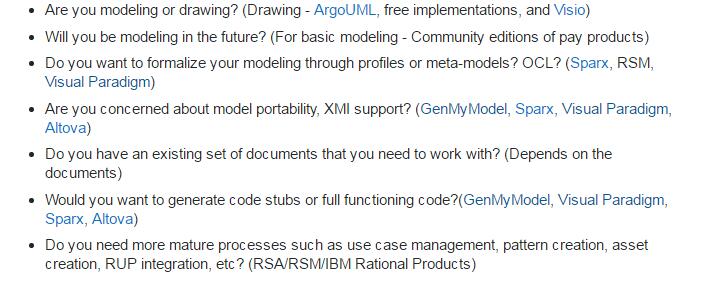 • Are you modeling or drawing? (Drawing - ArgoUML, free implementations, and Visio)
• Will you be modeling in the future? (For basic modeling - Community editions of pay products)
• Do you want to formalize your modeling through profiles or meta-models? OCL? (Sparx, RSM,
Visual Paradigm)
• Are you concerned about model portability, XMI support? (GenMyModel, Sparx, Visual Paradigm,
Altova)
• Do you have an existing set of documents that you need to work with? (Depends on the
documents)
• Would you want to generate code stubs or full functioning code?(GenMyModel, Visual Paradigm,
Sparx, Altova)
• Do you need more mature processes such as use case management, pattern creation, asset
creation, RUP integration, etc? (RSA/RSM/IBM Rational Products)